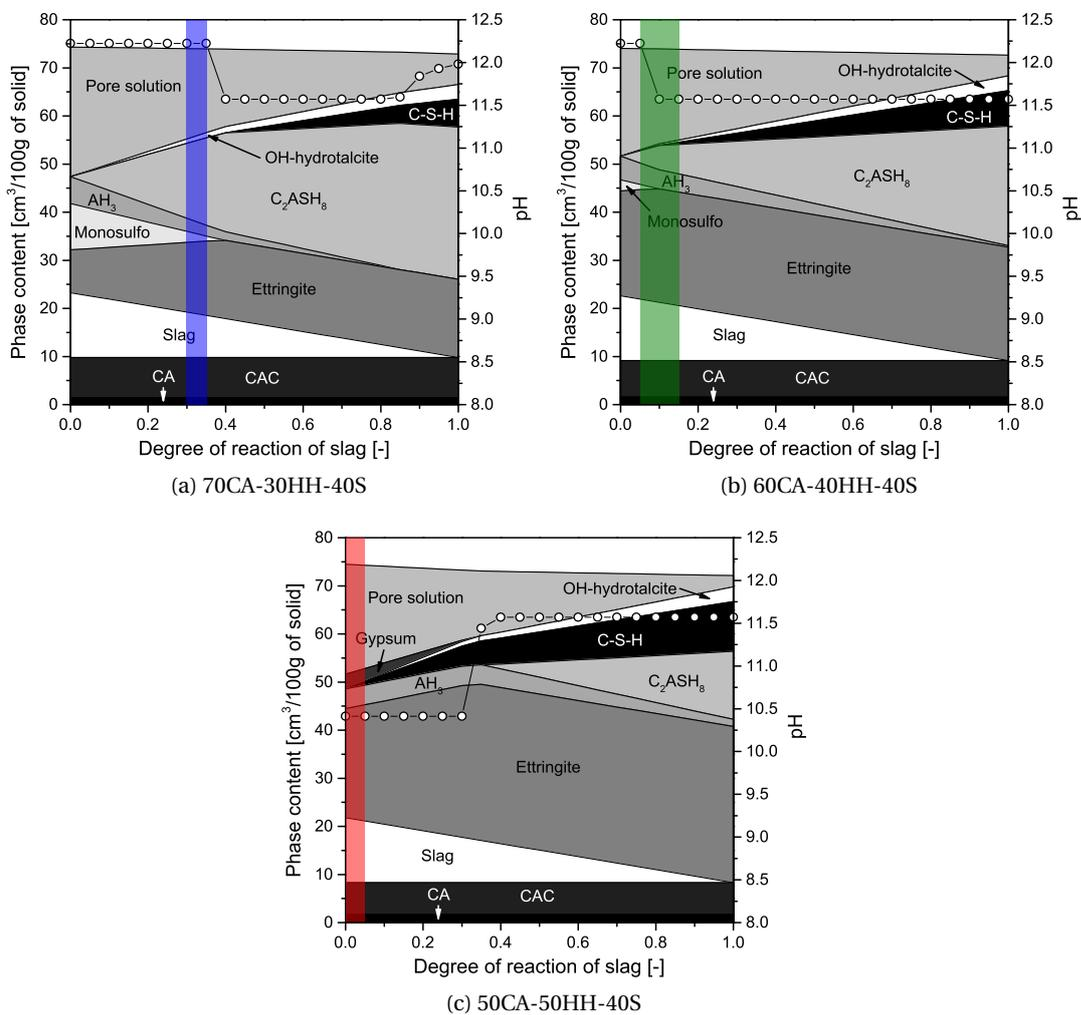 80
70
60
50
40
30
20
10
0
Phase content [cm³/100g of solid]
12.5
12.0
11.5
11.0
10.5
10.0
9.5
9.0
8.5
8.0
pH
Pore solution
C-S-H
OH-hydrotalcite
C₂ASH₈
AH₃
Monosulfo
Ettringite
Slag
CA
CAC
0.0 0.2 0.4 0.6 0.8 1.0
Degree of reaction of slag [-]
(a) 70CA-30HH-40S
80
70
60
50
40
30
20
10
0
Phase content [cm³/100g of solid]
12.5
12.0
11.5
11.0
10.5
10.0
9.5
9.0
8.5
8.0
pH
OH-hydrotalcite
Pore solution
C-S-H
C₂ASH₈
AH₃
Monosulfo
Ettringite
Slag
CA
CAC
0.0 0.2 0.4 0.6 0.8 1.0
Degree of reaction of slag [-]
(b) 60CA-40HH-40S
80
70
60
50
40
30
20
10
0
Phase content [cm³/100g of solid]
12.5
12.0
11.5
11.0
10.5
10.0
9.5
9.0
8.5
8.0
pH
OH-hydrotalcite
Pore solution
Gypsum
C-S-H
AH₃
C₂ASH₈
Ettringite
Slag
CA
CAC
0.0 0.2 0.4 0.6 0.8 1.0
Degree of reaction of slag [-]
(c) 50CA-50HH-40S